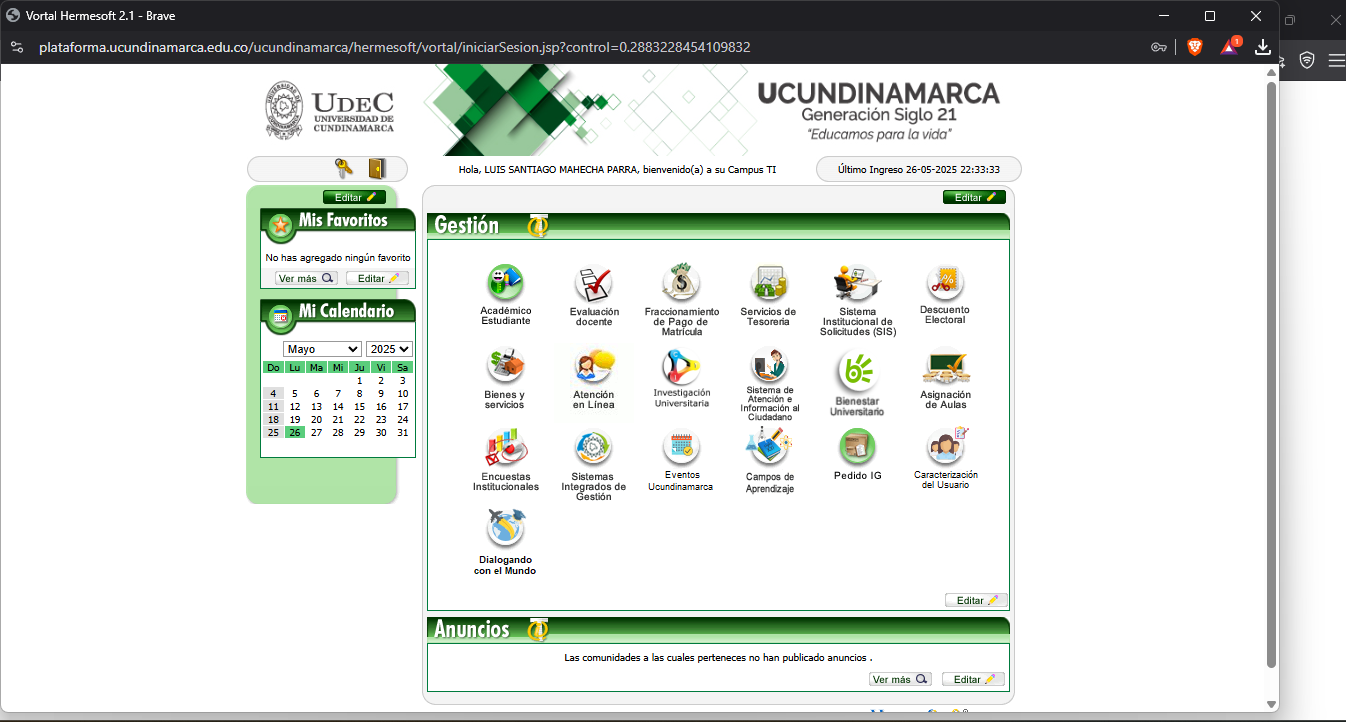 Vortal Hermesoft 2.1 - Brave
plataforma.ucundinamarca.edu.co/ucundinamarca/hermesoft/vortal/iniciarSesion.jsp?control=0.2883228454109832
1
UDEC
UNIVERSIDAD DE
CUNDINAMARCA
UCUNDINAMARCA
Generación Siglo 21
"Educamos para la vida"
Hola, LUIS SANTIAGO MAHECHA PARRA, bienvenido(a) a su Campus TI
Último Ingreso 26-05-2025 22:33:33
Editar
Mis Favoritos
No has agregado ningún favorito
Ver más
Editar
Mi Calendario
Mayo 2025
Do Lu Ma Mi Ju Vi Sa
1 2 3
4 5 6 7 8 9 10
11 12 13 14 15 16 17
18 19 20 21 22 23 24
25 26 27 28 29 30 31
Editar
Gestión
Académico
Estudiante
Evaluación
docente
Fraccionamiento
de Pago de
Matrícula
Servicios de
Tesoreria
Sistema
Institucional de
Solicitudes (SIS)
Descuento
Electoral
Bienes y
servicios
Atención
en Línea
Investigación
Universitaria
Sistema de
Atención e
Información al
Ciudadano
Bienestar
Universitario
Asignación
de Aulas
Encuestas
Institucionales
Sistemas
Integrados de
Gestión
Eventos
Ucundinamarca
Campos de
Aprendizaje
Pedido IG
Caracterización
del Usuario
Dialogando
con el Mundo
Editar
Anuncios
Las comunidades a las cuales perteneces no han publicado anuncios .
Ver más
Editar